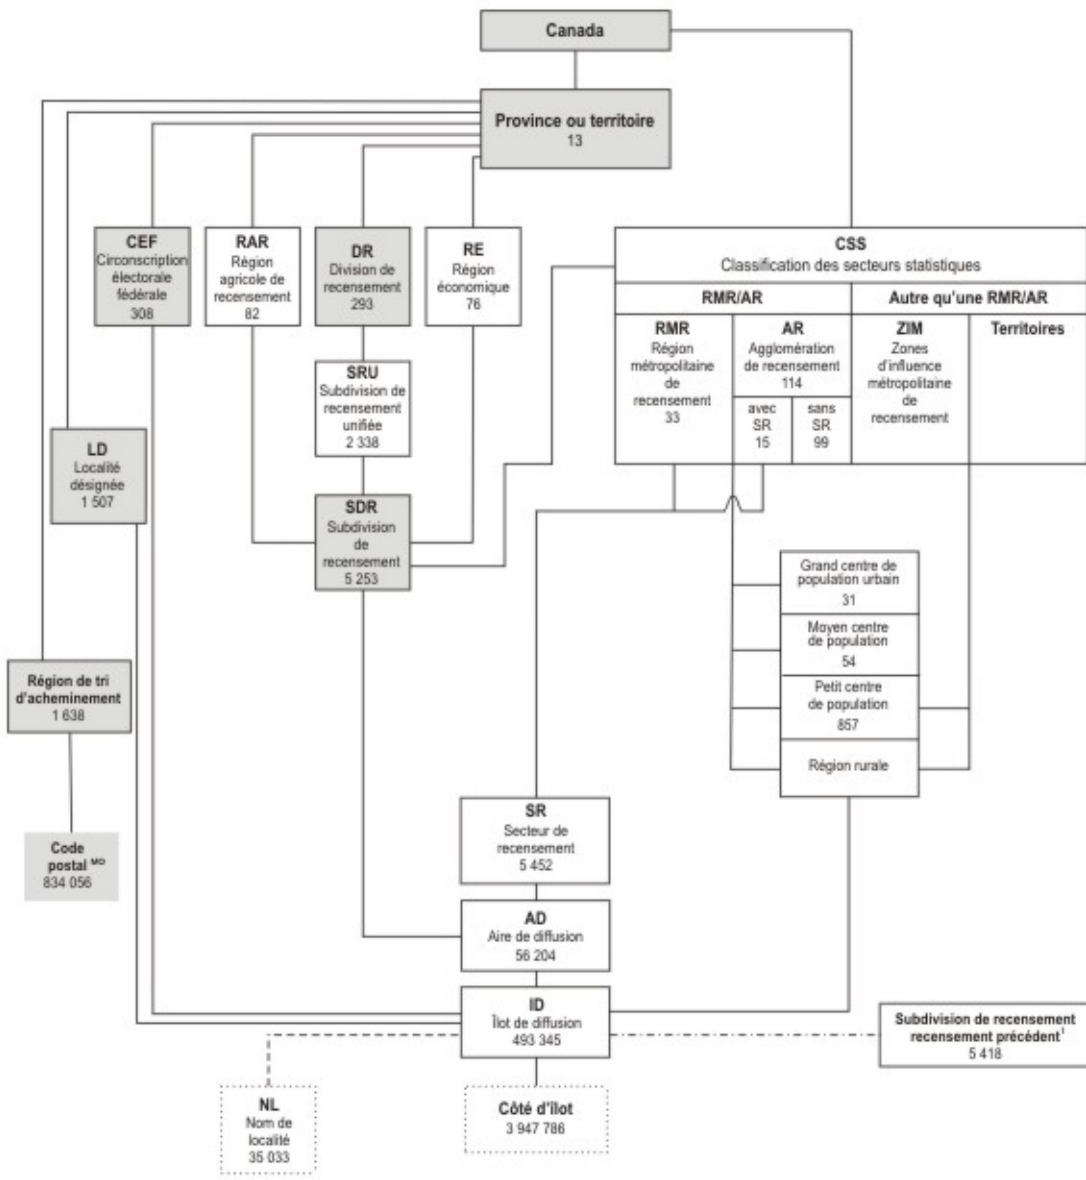 Canada
Province ou territoire
13
CEF
Circonscription
électorale
fédérale
308
RAR
Région
agricole de
recensement
82
DR
Division de
recensement
293
RE
Région
économique
76
CSS
Classification des secteurs statistiques
RMR/AR
Autre qu'une RMR/AR
RMR
Région
métropolitaine
de
recensement
33
AR
Agglomération
de recensement
114
avec
SR
15
sans
SR
99
ZIM
Zones
d'influence
métropolitaine
de
recensement
Territoires
SRU
Subdivision de
recensement
unifiée
2 338
LD
Localité
désignée
1 507
SDR
Subdivision
de
recensement
5 253
Grand centre de
population urbain
31
Moyen centre
de population
54
Petit centre
de population
857
Région rurale
Région de tri
d'acheminement
1 638
Code
postal MO
834 056
SR
Secteur de
recensement
5 452
AD
Aire de diffusion
56 204
ID
Îlot de diffusion
493 345
Subdivision de recensement
recensement précédent¹
5 418
NL
Nom de
localité
35 033
Côté d'îlot
3 947 786